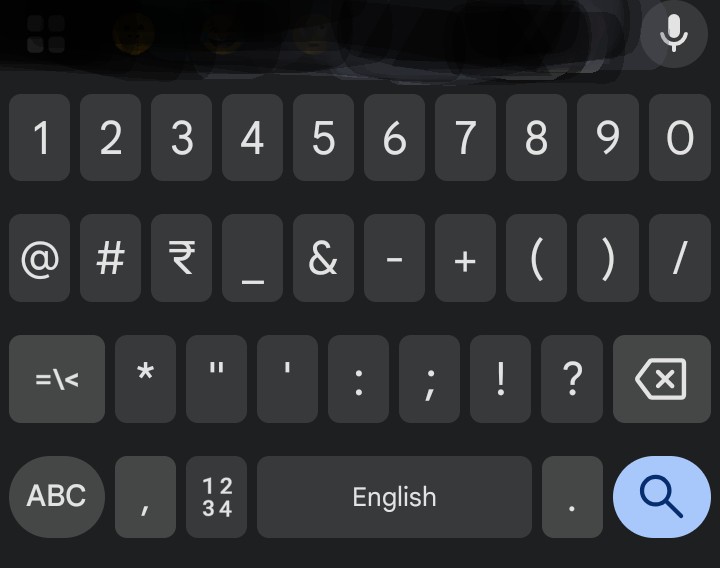 1 2 3 4 5 6 7 8 9 0
@ # ₹ _ & - + ( ) /
=\< * " ' : ; ! ?
ABC , 12 34 English .